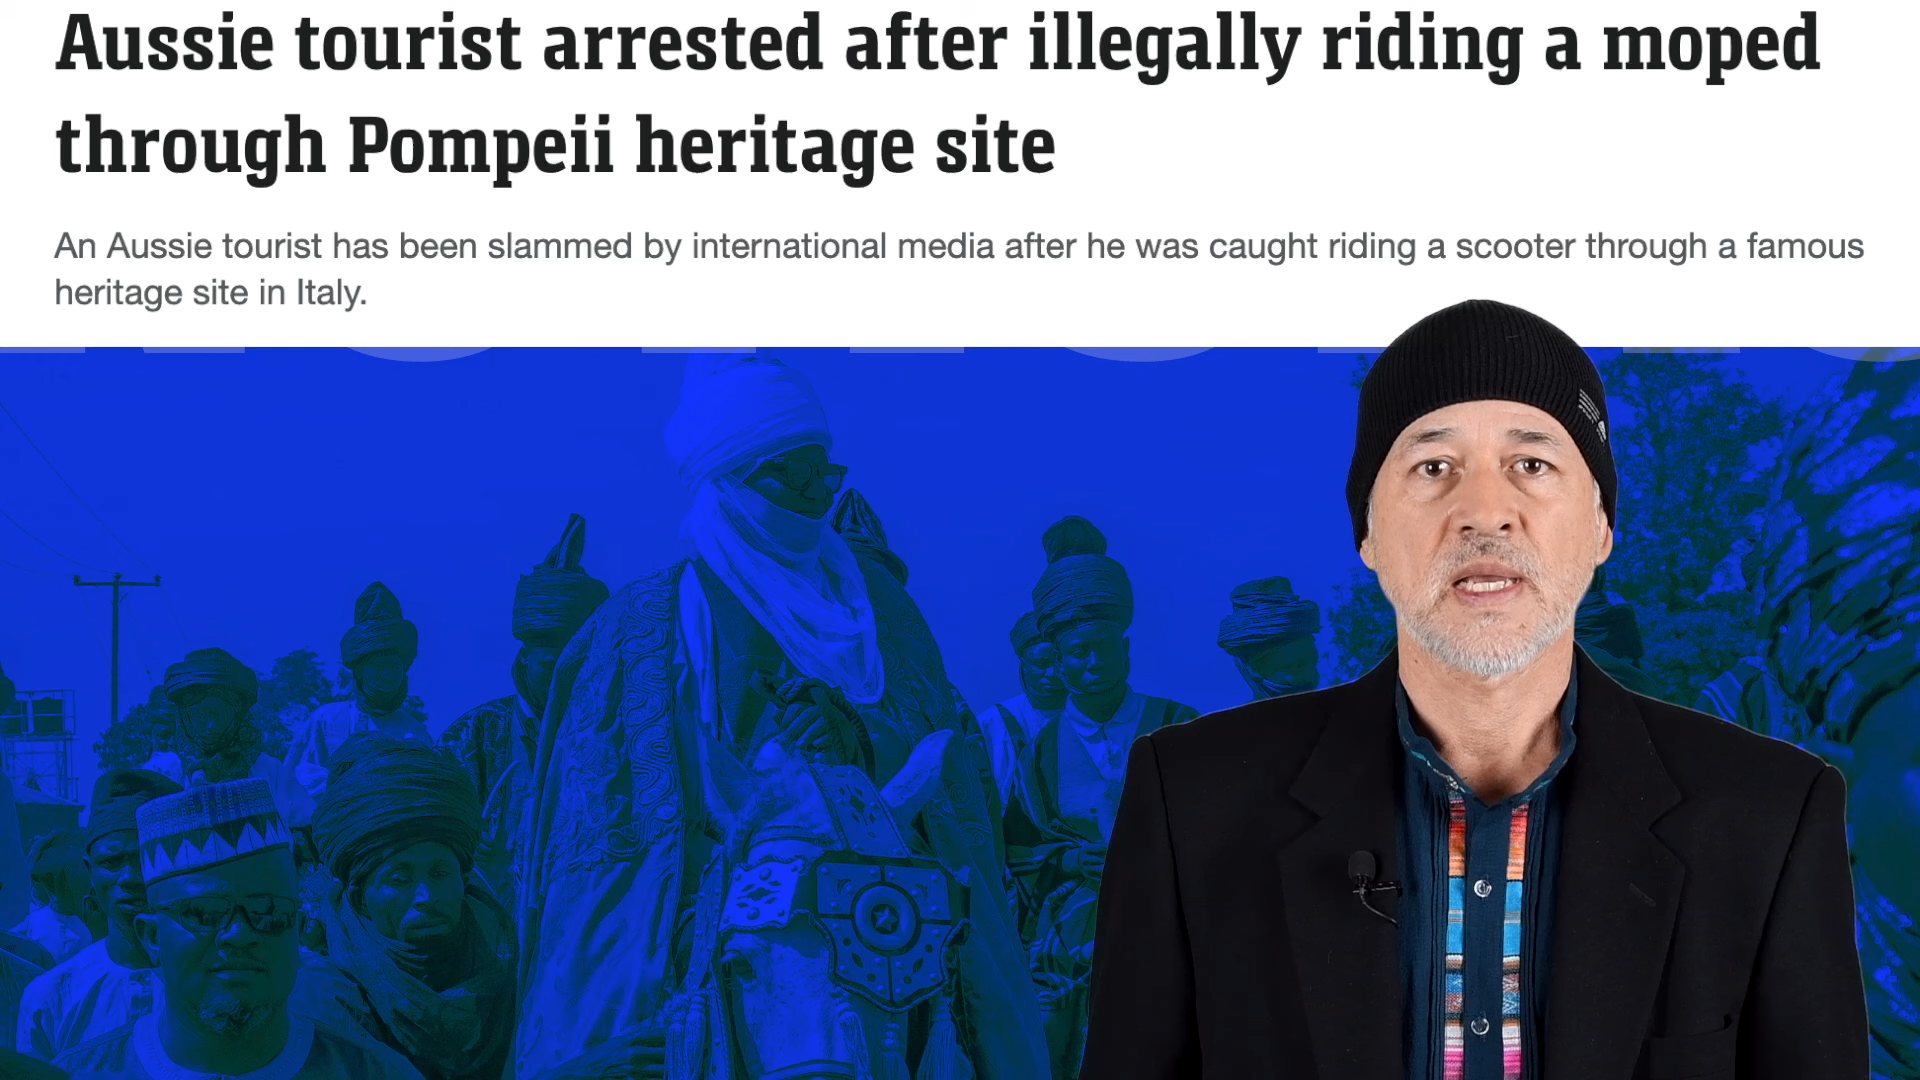 Aussie tourist arrested after illegally riding a moped
through Pompeii heritage site
An Aussie tourist has been slammed by international media after he was caught riding a scooter through a famous
heritage site in Italy.